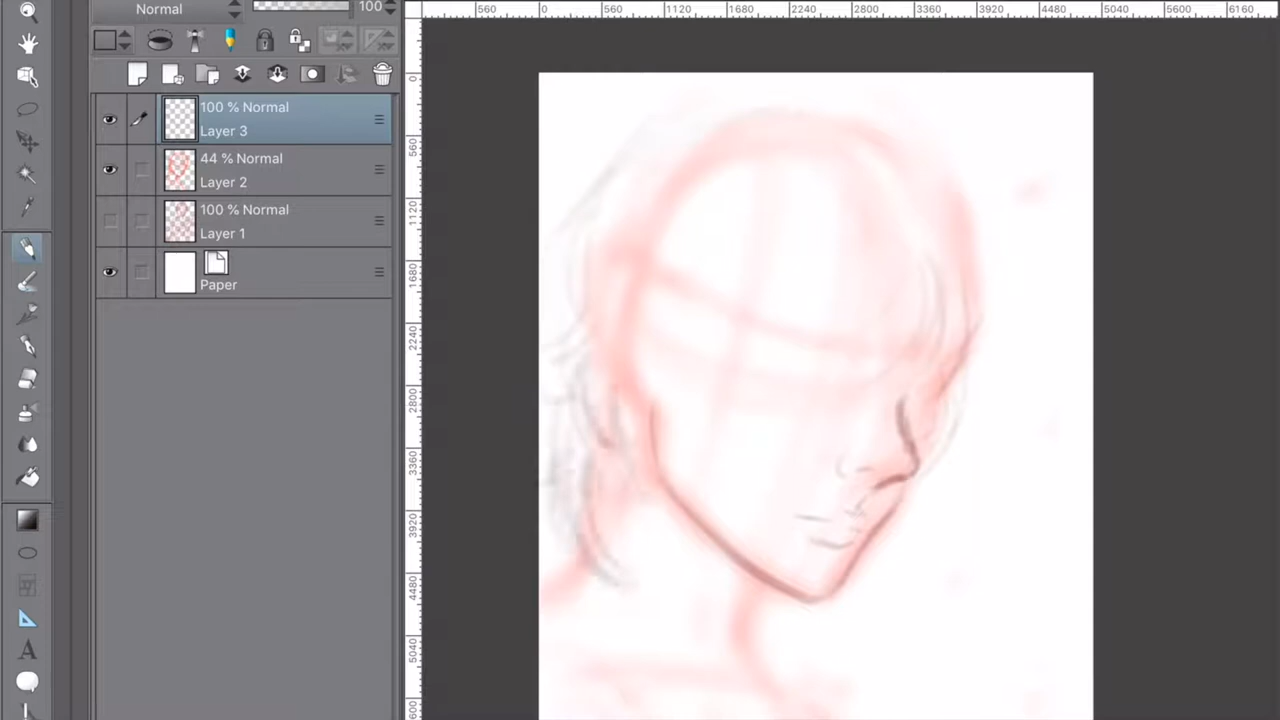 Normal
100
560 0 560 1120 1680 2240 2800 3360 3920 4480 5040 5600 6160
100 % Normal
Layer 3
44 % Normal
Layer 2
100 % Normal
Layer 1
Paper
0
560
1120
1680
2240
2800
3360
3920
4480
5040
A